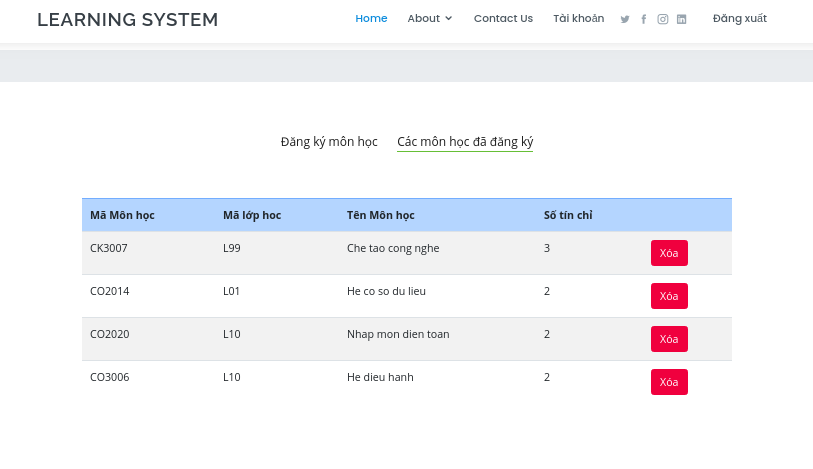 LEARNING SYSTEM Home About Contact Us Tài khoản Đăng xuất
Đăng ký môn học Các môn học đã đăng ký
Mã Môn học Mã lớp hoc Tên Môn học Số tín chỉ
CK3007 L99 Che tao cong nghe 3 Xóa
CO2014 L01 He co so du lieu 2 Xóa
CO2020 L10 Nhap mon dien toan 2 Xóa
CO3006 L10 He dieu hanh 2 Xóa